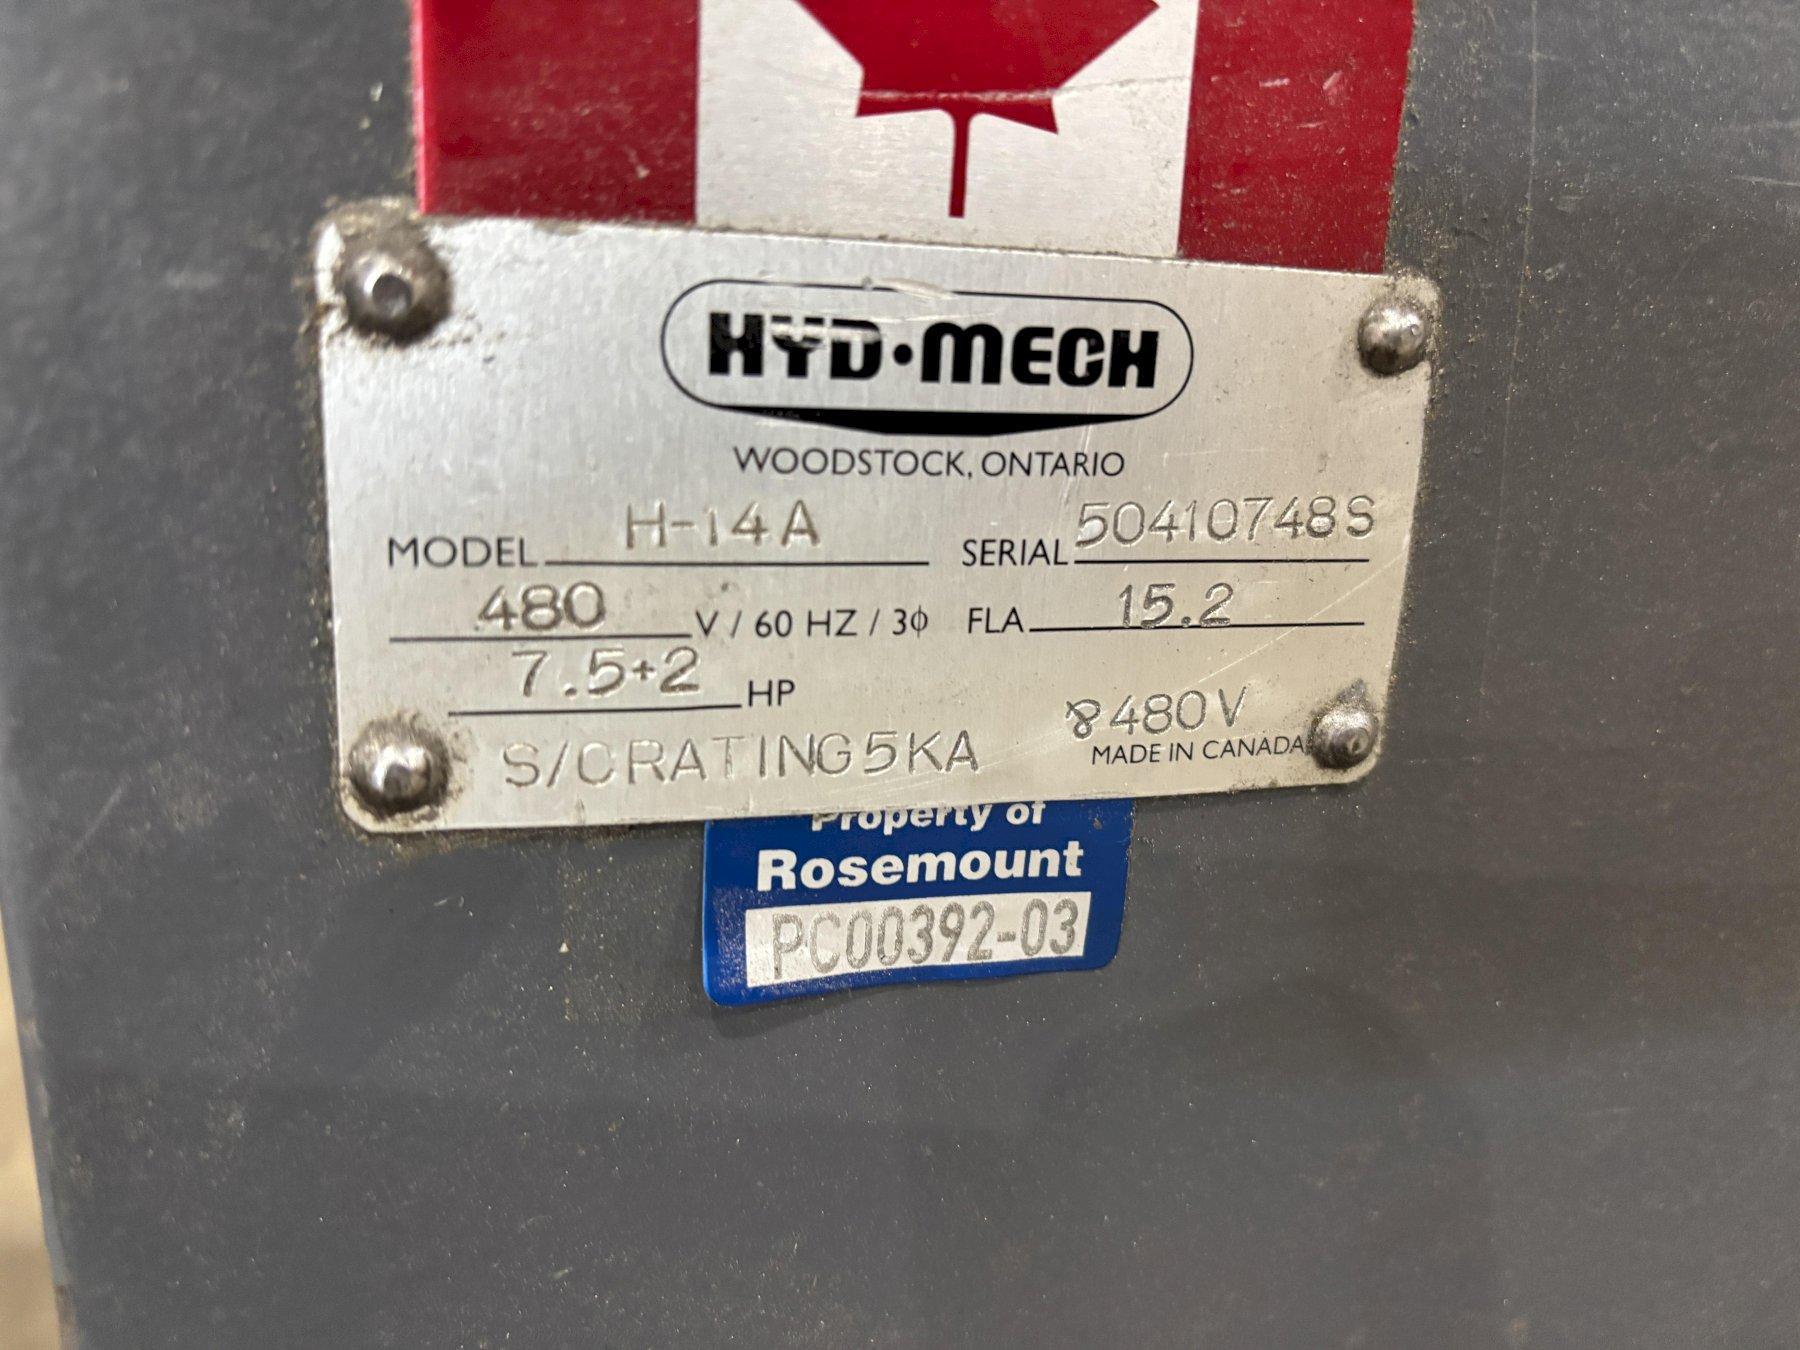 HYD·MECH
WOODSTOCK, ONTARIO
MODEL H-14A SERIAL 50410748S
480 V / 60 HZ / 3ϕ FLA 15.2
7.5+2 HP
S/C RATING 5KA 480V
MADE IN CANADA
Property of
Rosemount
PC00392-03